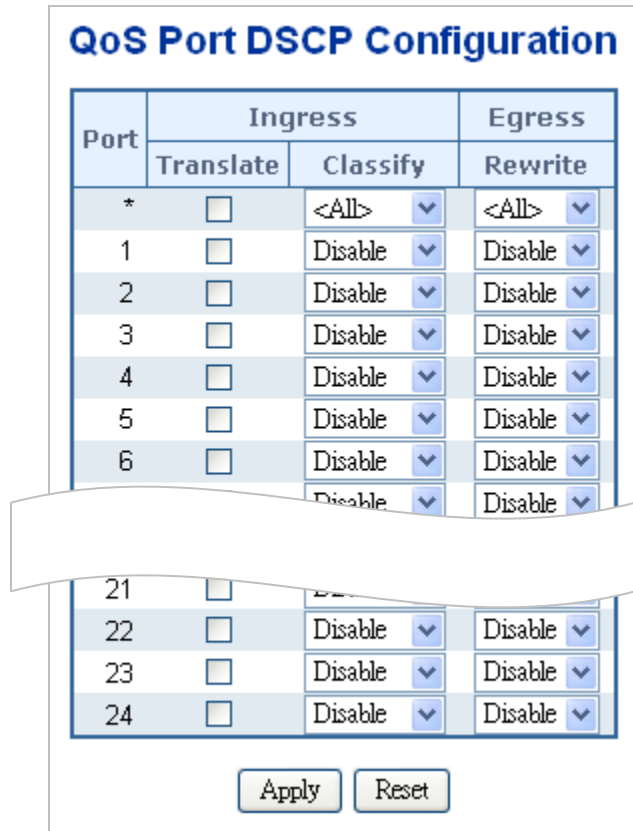 QoS Port DSCP Configuration
Port Ingress Egress
Translate Classify Rewrite
* <All> <All>
1 Disable Disable
2 Disable Disable
3 Disable Disable
4 Disable Disable
5 Disable Disable
6 Disable Disable
Disable Disable
21
22 Disable Disable
23 Disable Disable
24 Disable Disable
Apply Reset